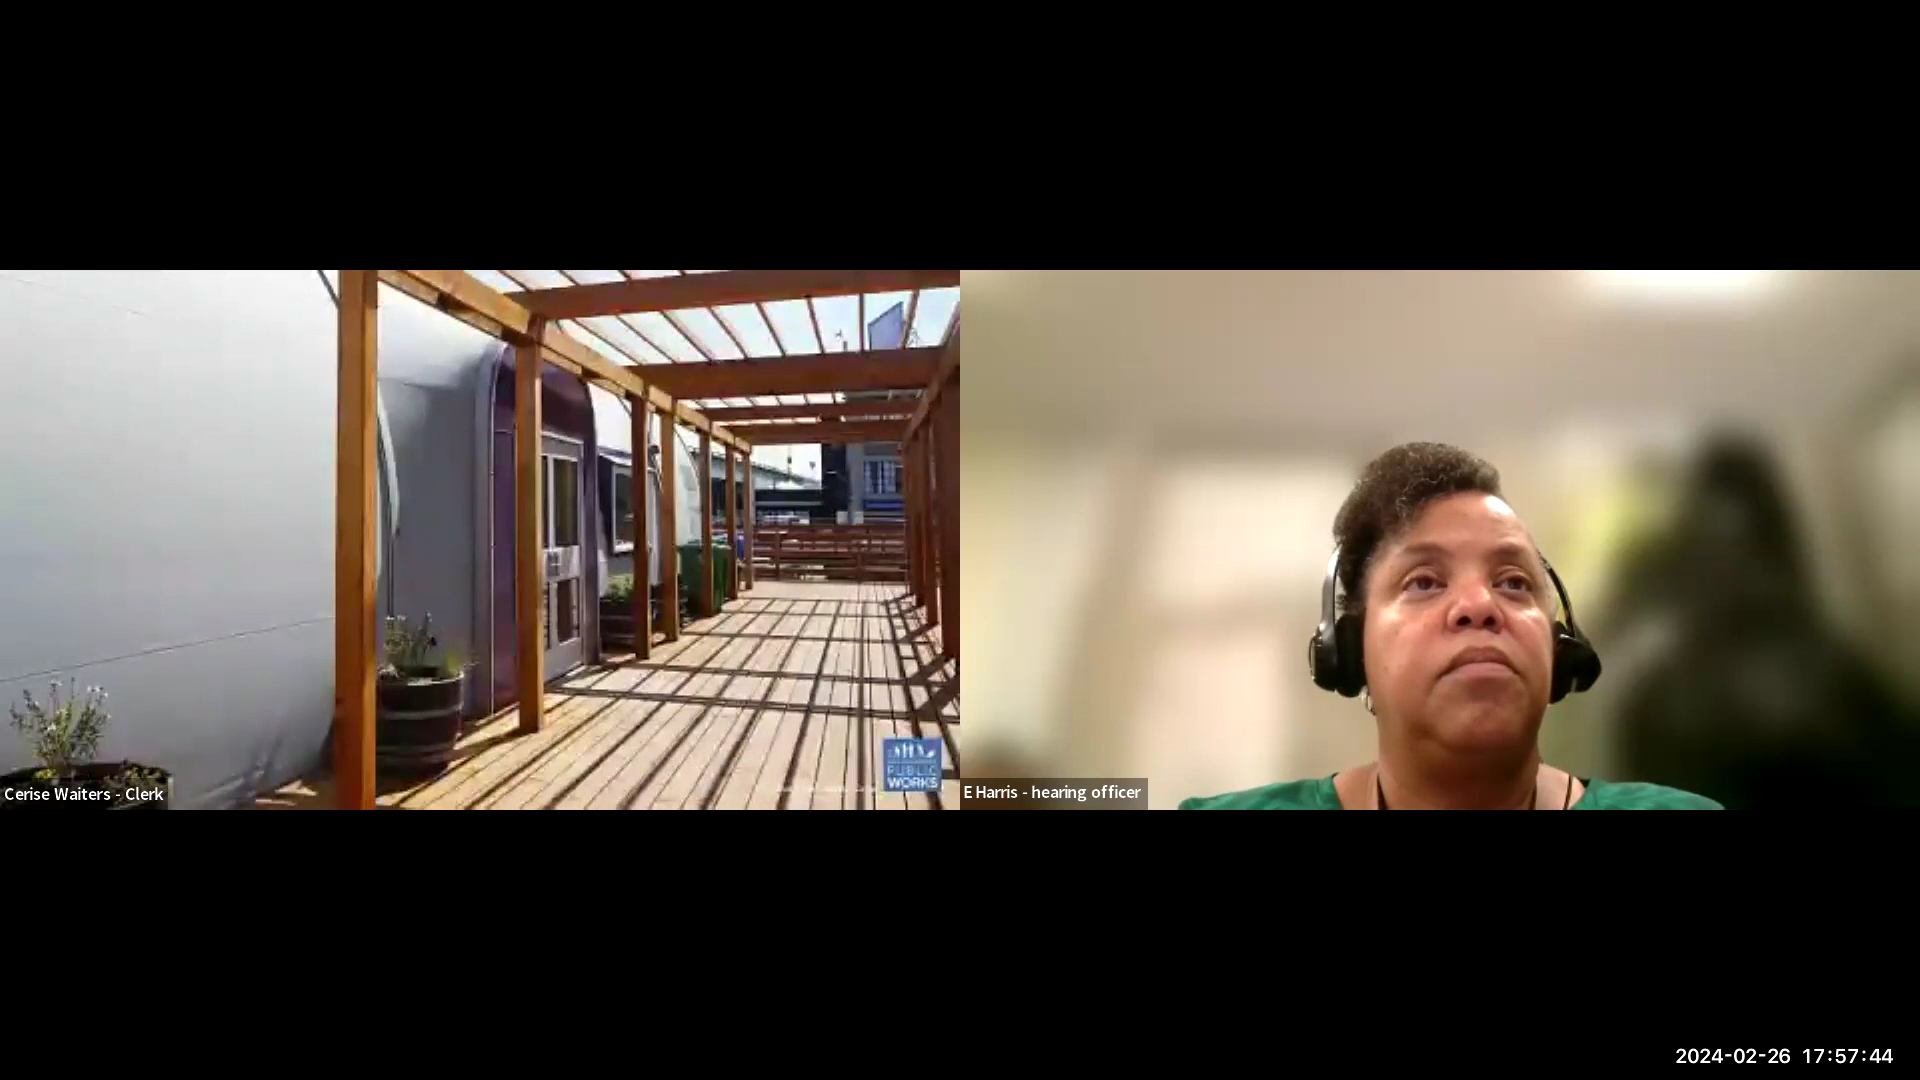 PUBLIC
WORKS
Cerise Waiters - Clerk
E Harris - hearing officer
2024-02-26 17:57:44